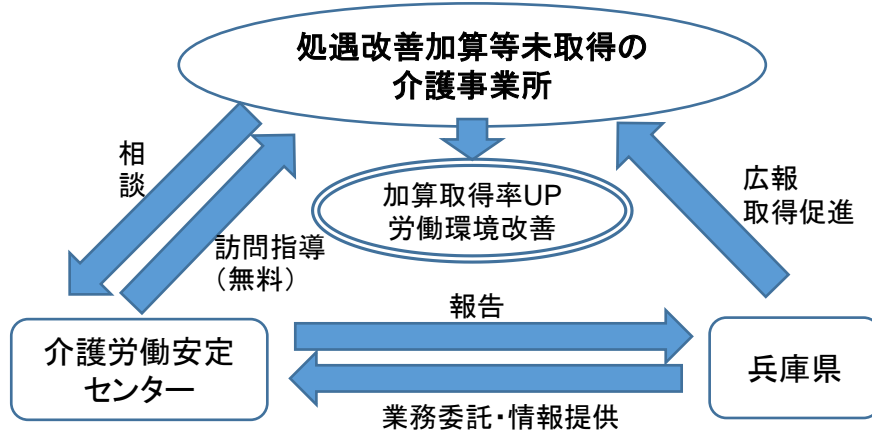 処遇改善加算等未取得の
介護事業所
相
談
加算取得率UP
労働環境改善
広報
取得促進
訪問指導
（無料）
報告
介護労働安定
センター
兵庫県
業務委託・情報提供